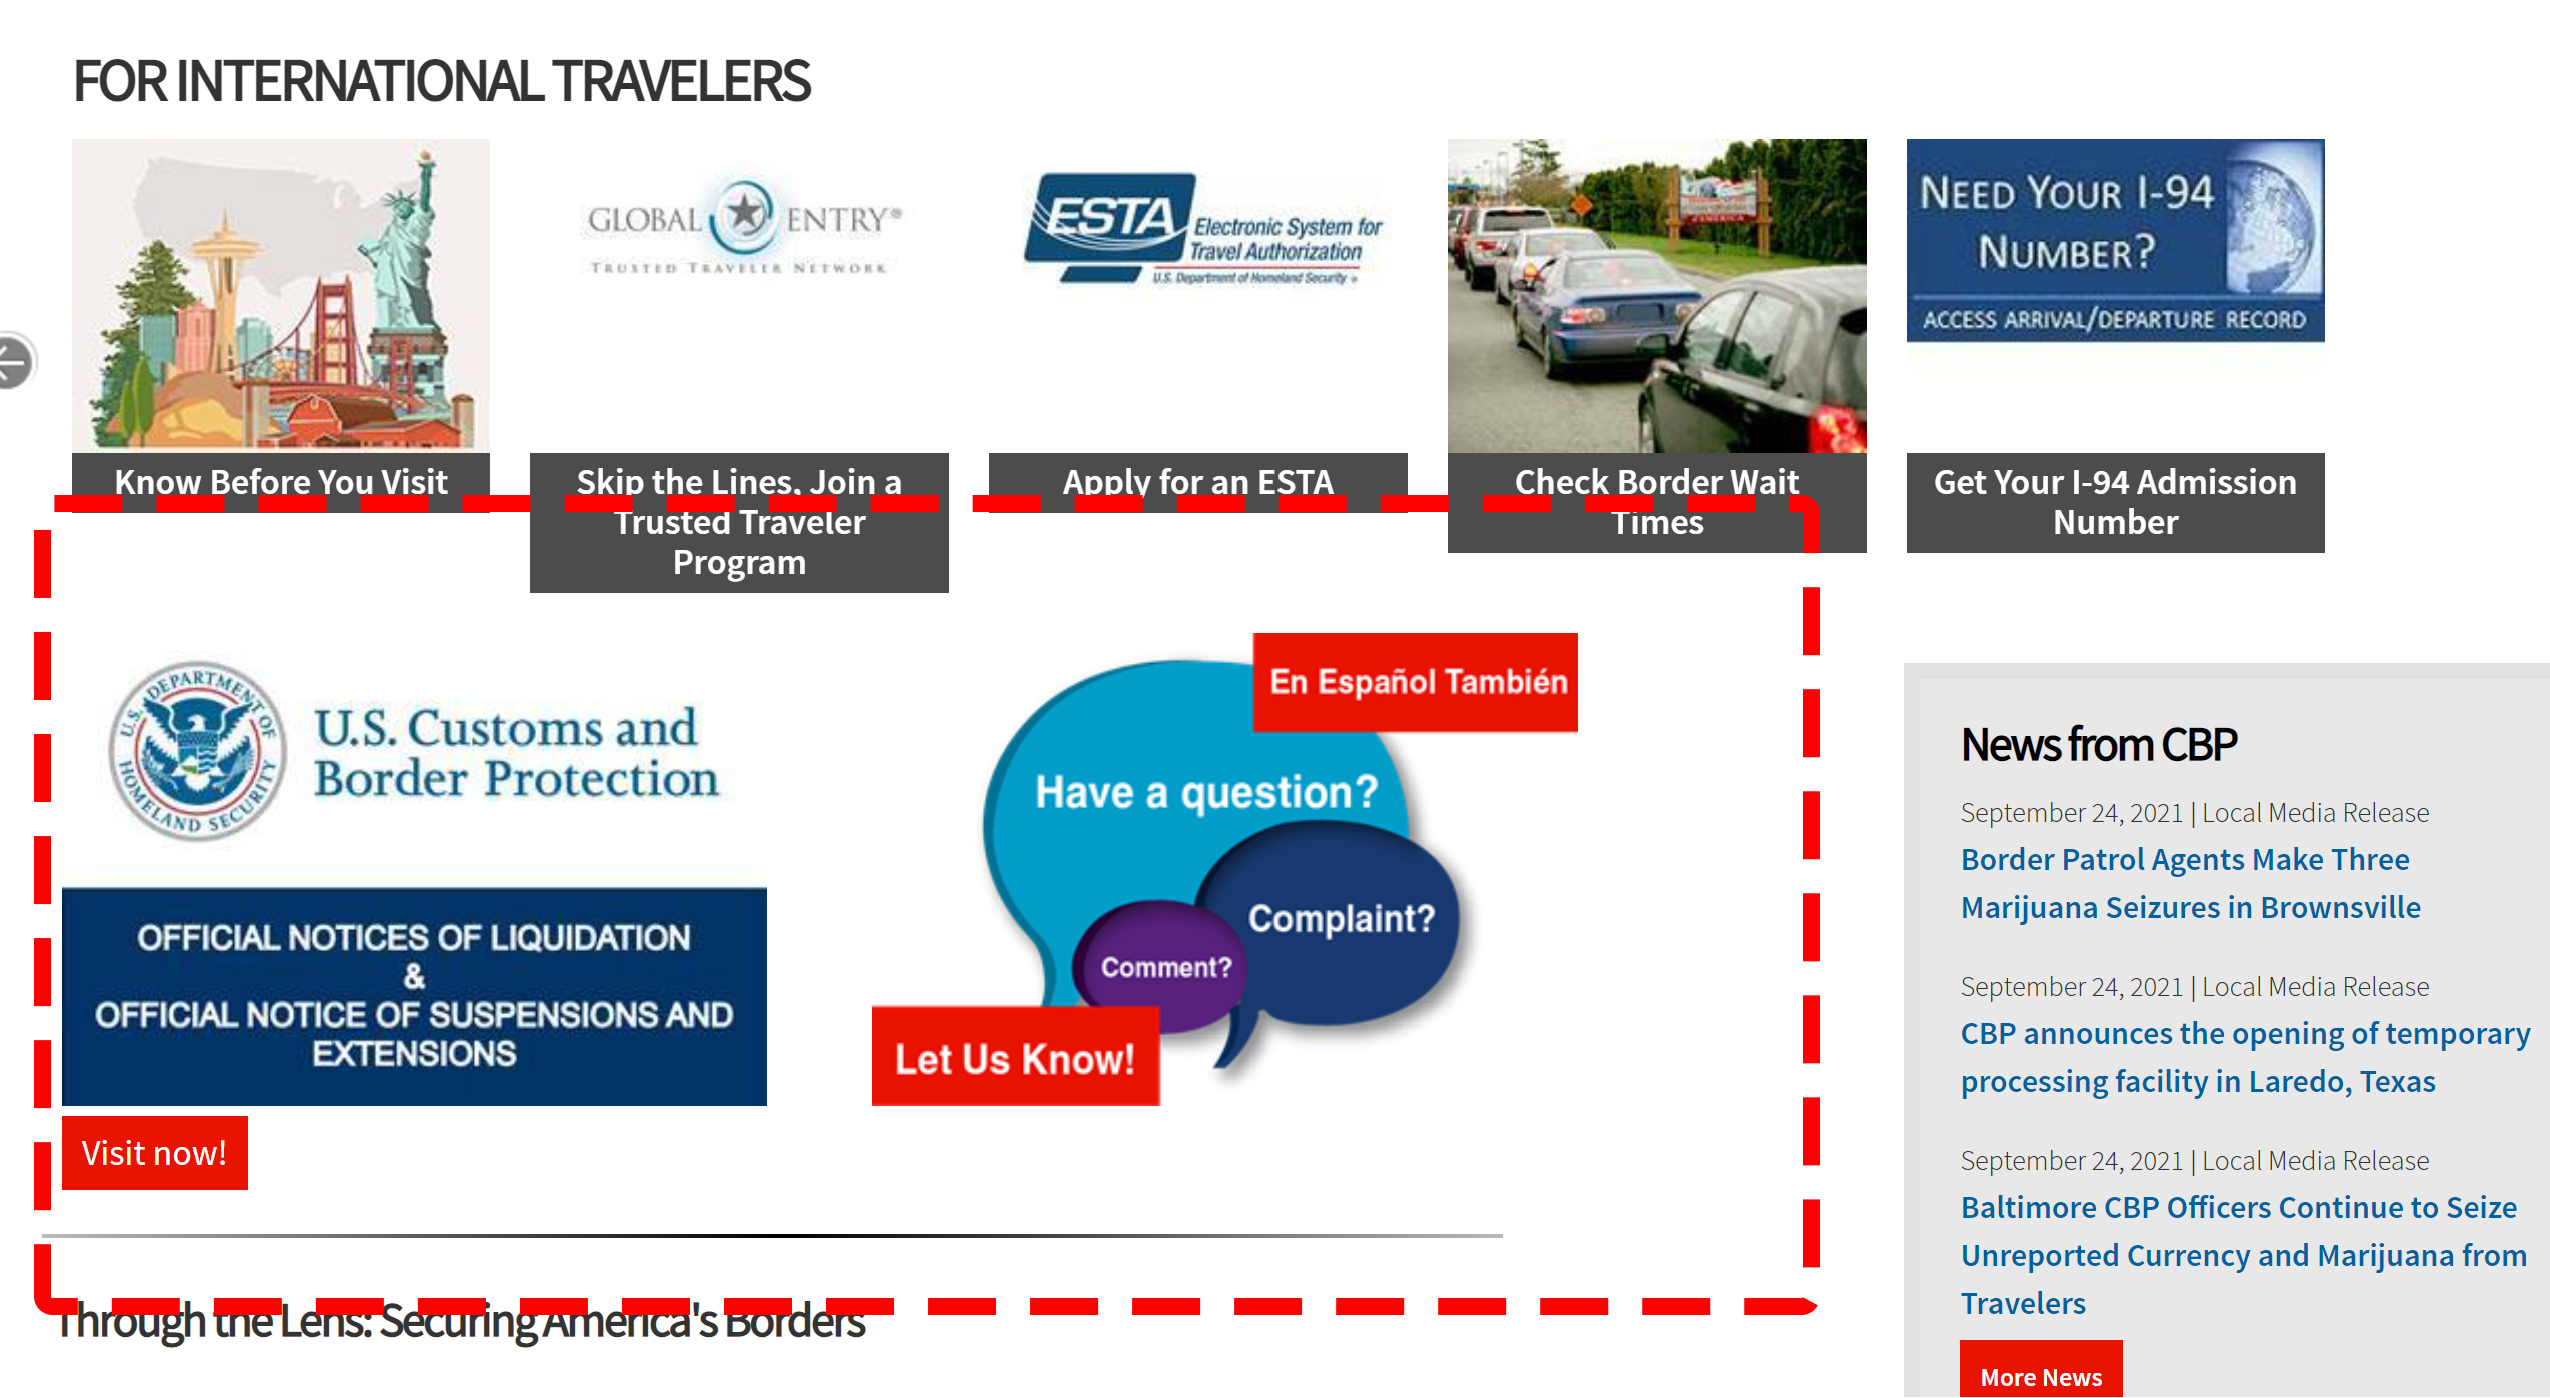 FOR INTERNATIONAL TRAVELERS
GLOBAL ENTRY®
TRUSTED TRAVELER NETWORK
ESTA
Electronic System for
Travel Authorization
U.S. Department of Homeland Security
AMERICA
NEED YOUR I-94
NUMBER?
ACCESS ARRIVAL/DEPARTURE RECORD
Know Before You Visit
Skip the Lines, Join a
Trusted Traveler
Program
Apply for an ESTA
Check Border Wait
Times
Get Your I-94 Admission
Number
U.S. DEPARTMENT OF
HOMELAND SECURITY
U.S. Customs and
Border Protection
OFFICIAL NOTICES OF LIQUIDATION
&
OFFICIAL NOTICE OF SUSPENSIONS AND
EXTENSIONS
Visit now!
En Español También
Have a question?
Complaint?
Comment?
Let Us Know!
Through the Lens: Securing America's Borders
News from CBP
September 24, 2021 | Local Media Release
Border Patrol Agents Make Three
Marijuana Seizures in Brownsville
September 24, 2021 | Local Media Release
CBP announces the opening of temporary
processing facility in Laredo, Texas
September 24, 2021 | Local Media Release
Baltimore CBP Officers Continue to Seize
Unreported Currency and Marijuana from
Travelers
More News